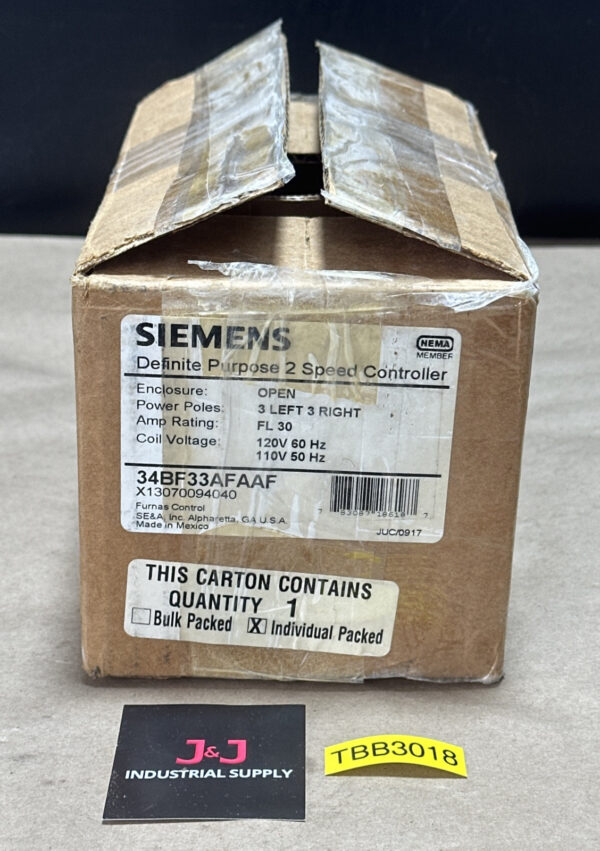 SIEMENS
NEMA
MEMBER
Definite Purpose 2 Speed Controller
Enclosure: OPEN
Power Poles: 3 LEFT 3 RIGHT
Amp Rating: FL 30
Coil Voltage: 120V 60 Hz
110V 50 Hz
34BF33AFAAF
X13070094040
Furnas Control
SE&A, Inc. Alpharetta, GA U.S.A.
Made in Mexico
JUC/0917
THIS CARTON CONTAINS
QUANTITY 1
Bulk Packed X Individual Packed
J&J
INDUSTRIAL SUPPLY
TBB3018